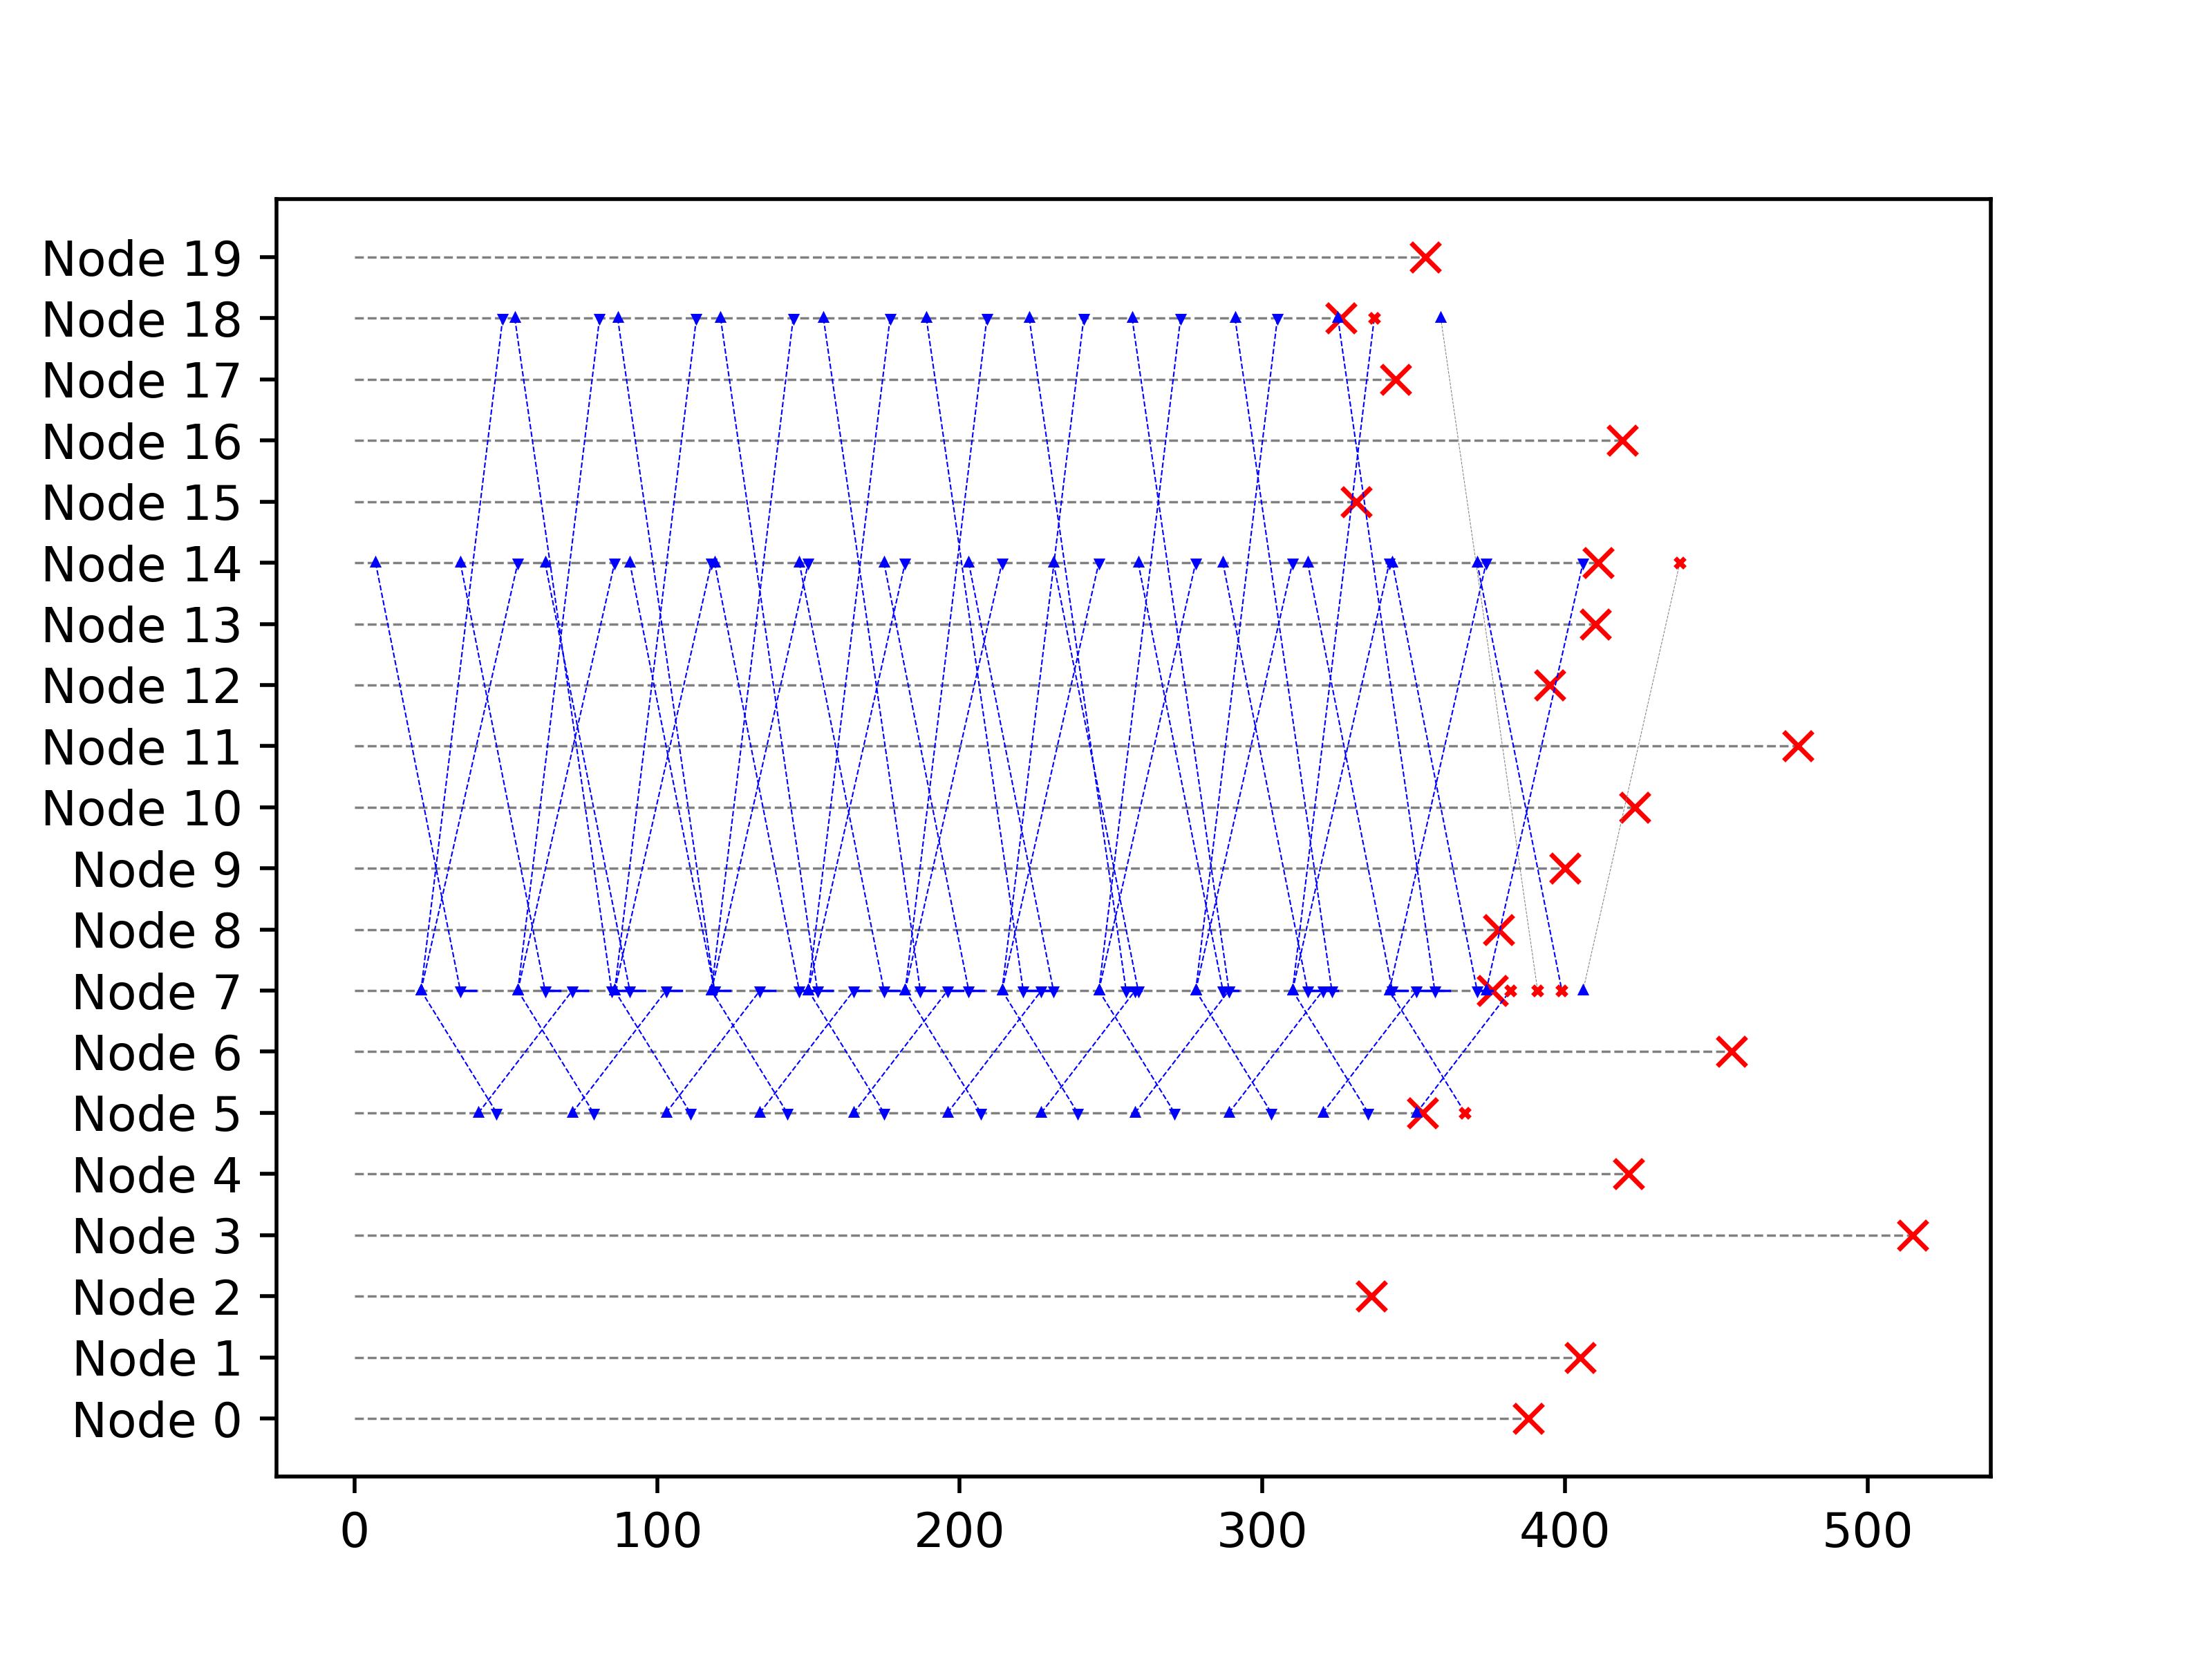 Node 19
Node 18
Node 17
Node 16
Node 15
Node 14
Node 13
Node 12
Node 11
Node 10
Node 9
Node 8
Node 7
Node 6
Node 5
Node 4
Node 3
Node 2
Node 1
Node 0
0 100 200 300 400 500